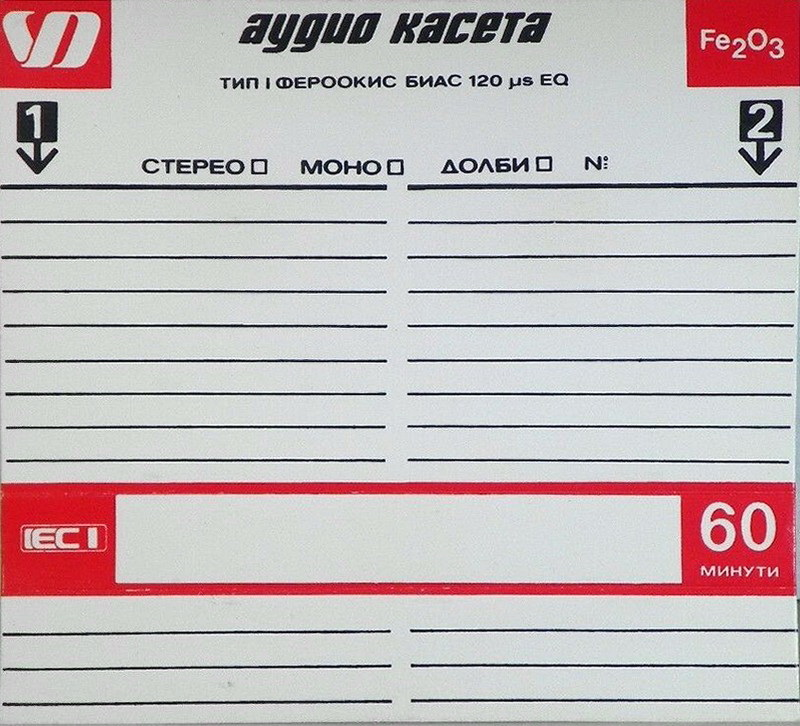 аудио касета
Fe₂O₃
ТИП I ФЕРООКИС БИАС 120 µs EQ
1
2
СТЕРЕО МОНО ДОЛБИ №
IEC I
60
МИНУТИ